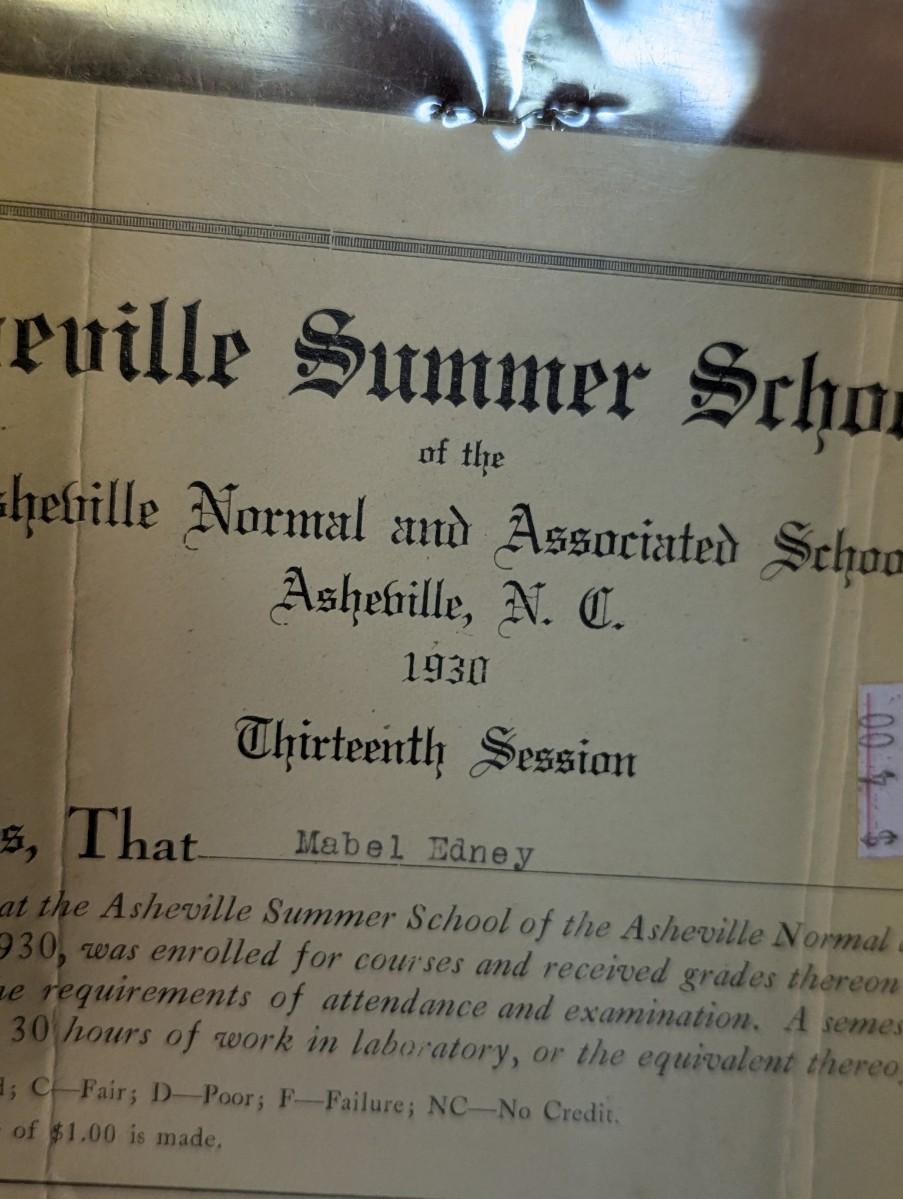 eville Summer Schoo
of the
sheville Normal and Associated Schoo
Asheville, N. C.
1930
Thirteenth Session
s, That Mabel Edney
at the Asheville Summer School of the Asheville Normal
930, was enrolled for courses and received grades thereon
he requirements of attendance and examination. A semes
30 hours of work in laboratory, or the equivalent thereo
d; C—Fair; D—Poor; F—Failure; NC—No Credit.
of $1.00 is made.